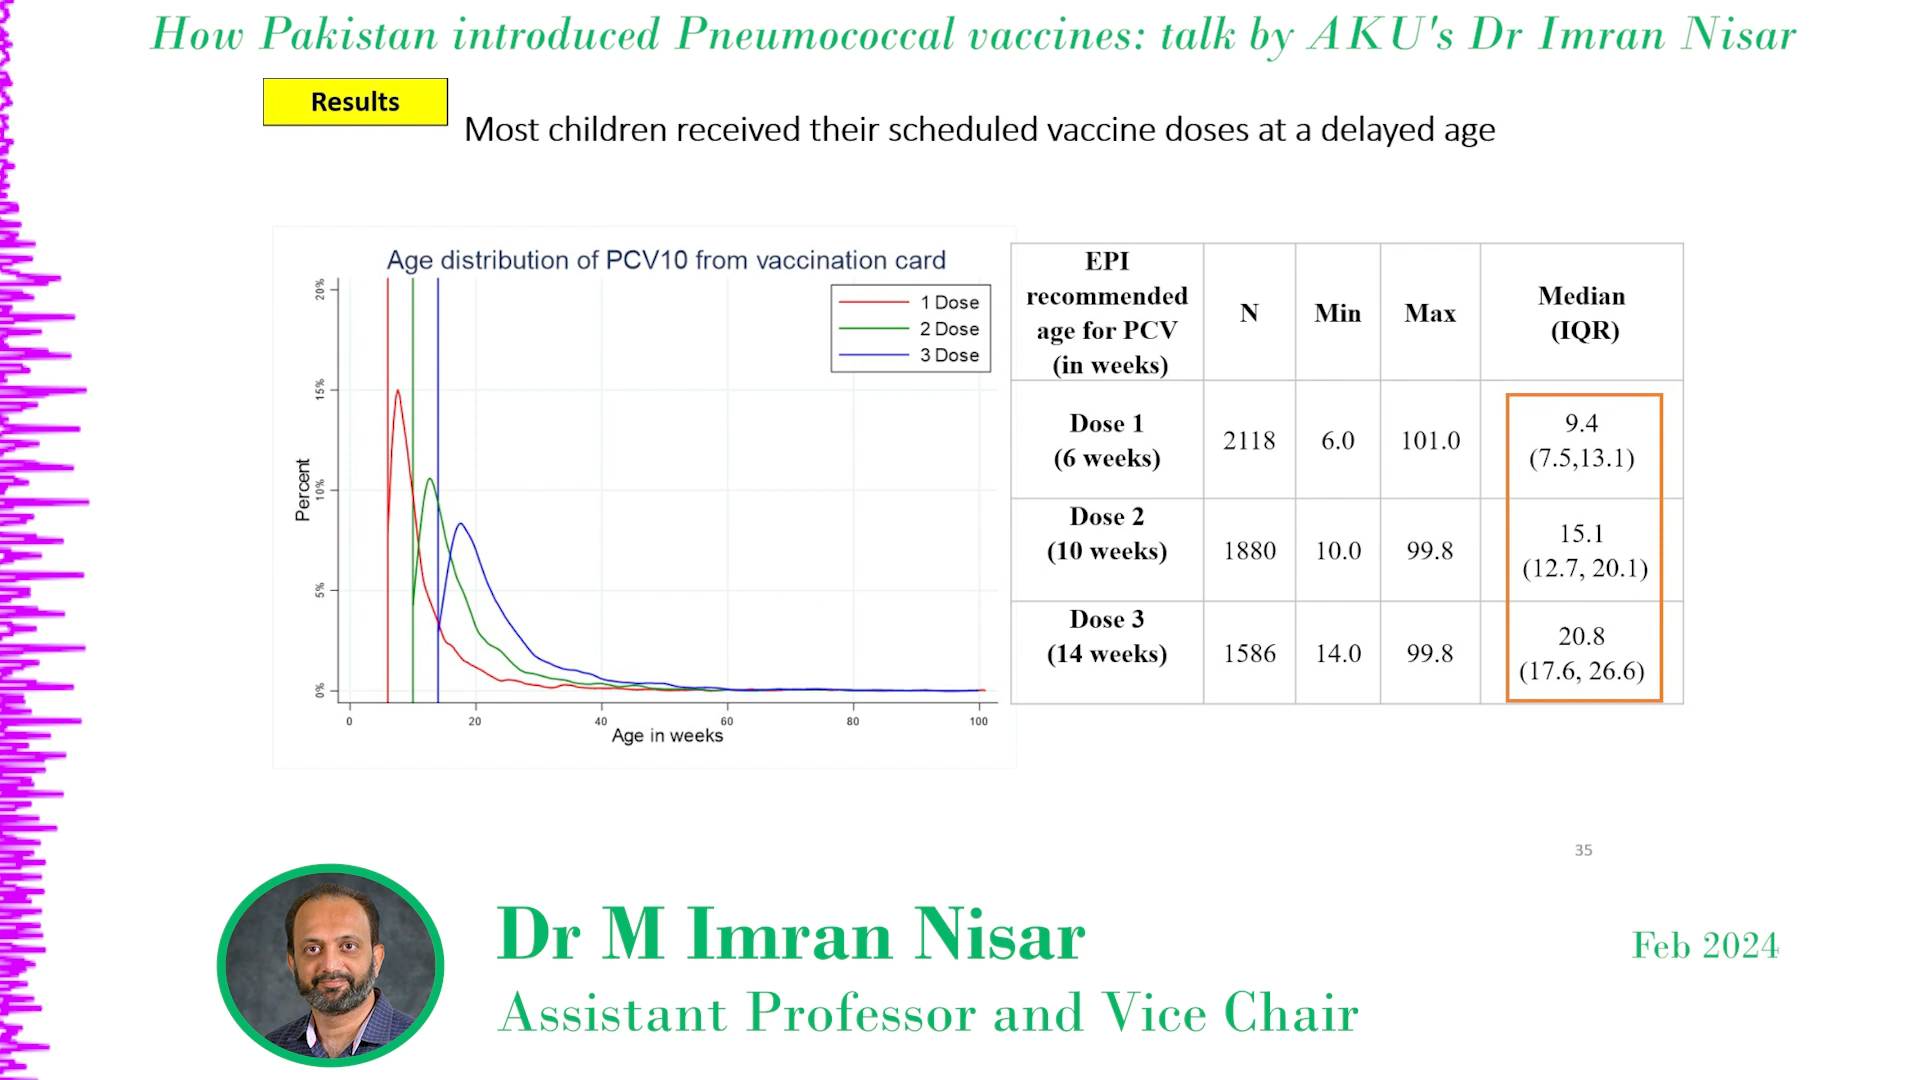 How Pakistan introduced Pneumococcal vaccines: talk by AKU's Dr Imran Nisar
Results
Most children received their scheduled vaccine doses at a delayed age
Age distribution of PCV10 from vaccination card
1 Dose
2 Dose
3 Dose
Percent
20%
15%
10%
5%
0%
0 20 40 60 80 100
Age in weeks
EPI
recommended
age for PCV
(in weeks)
N
Min
Max
Median
(IQR)
Dose 1
(6 weeks)
2118
6.0
101.0
9.4
(7.5,13.1)
Dose 2
(10 weeks)
1880
10.0
99.8
15.1
(12.7, 20.1)
Dose 3
(14 weeks)
1586
14.0
99.8
20.8
(17.6, 26.6)
35
Dr M Imran Nisar
Assistant Professor and Vice Chair
Feb 2024